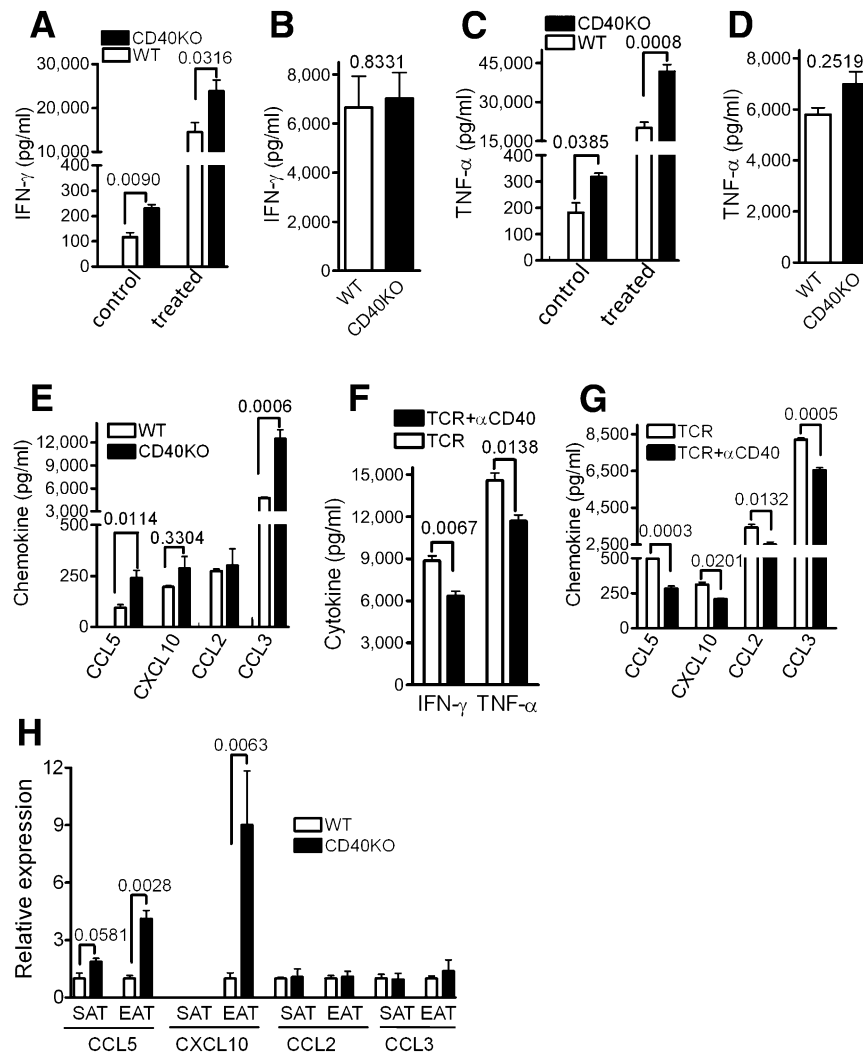 A
CD40KO
WT
0.0316
30,000
20,000
10,000
400
300
200
100
0
0.0090
IFN-γ (pg/ml)
control
treated
B
0.8331
8,000
6,000
4,000
2,000
0
IFN-γ (pg/ml)
WT
CD40KO
C
CD40KO
WT
0.0008
45,000
30,000
15,000
400
300
200
100
0
0.0385
TNF-α (pg/ml)
control
treated
D
0.2519
8,000
6,000
4,000
2,000
0
TNF-α (pg/ml)
WT
CD40KO
E
WT
CD40KO
0.0006
12,000
9,000
6,000
3,000
500
250
0
0.0114
0.3304
Chemokine (pg/ml)
CCL5
CXCL10
CCL2
CCL3
F
TCR+αCD40
TCR
0.0138
15,000
12,000
9,000
6,000
3,000
0
0.0067
Cytokine (pg/ml)
IFN-γ TNF-α
G
TCR
TCR+αCD40
0.0005
8,500
6,500
4,500
2,500
500
250
0
0.0132
0.0003
0.0201
Chemokine (pg/ml)
CCL5
CXCL10
CCL2
CCL3
H
0.0063
12
9
6
3
0
WT
CD40KO
0.0028
0.0581
Relative expression
SAT EAT SAT EAT SAT EAT SAT EAT
CCL5 CXCL10 CCL2 CCL3